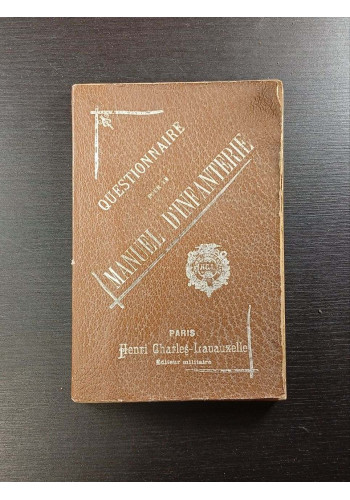 QUESTIONNAIRE
POUR LE
MANUEL D'INFANTERIE
PARIS
Henri Charles-Lavauzelle
Éditeur militaire